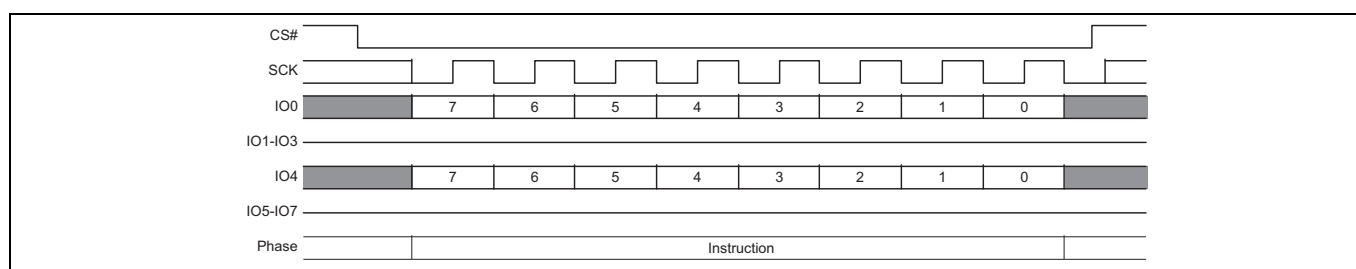 CS#
SCK
IO0 7 6 5 4 3 2 1 0
IO1-IO3
IO4 7 6 5 4 3 2 1 0
IO5-IO7
Phase Instruction